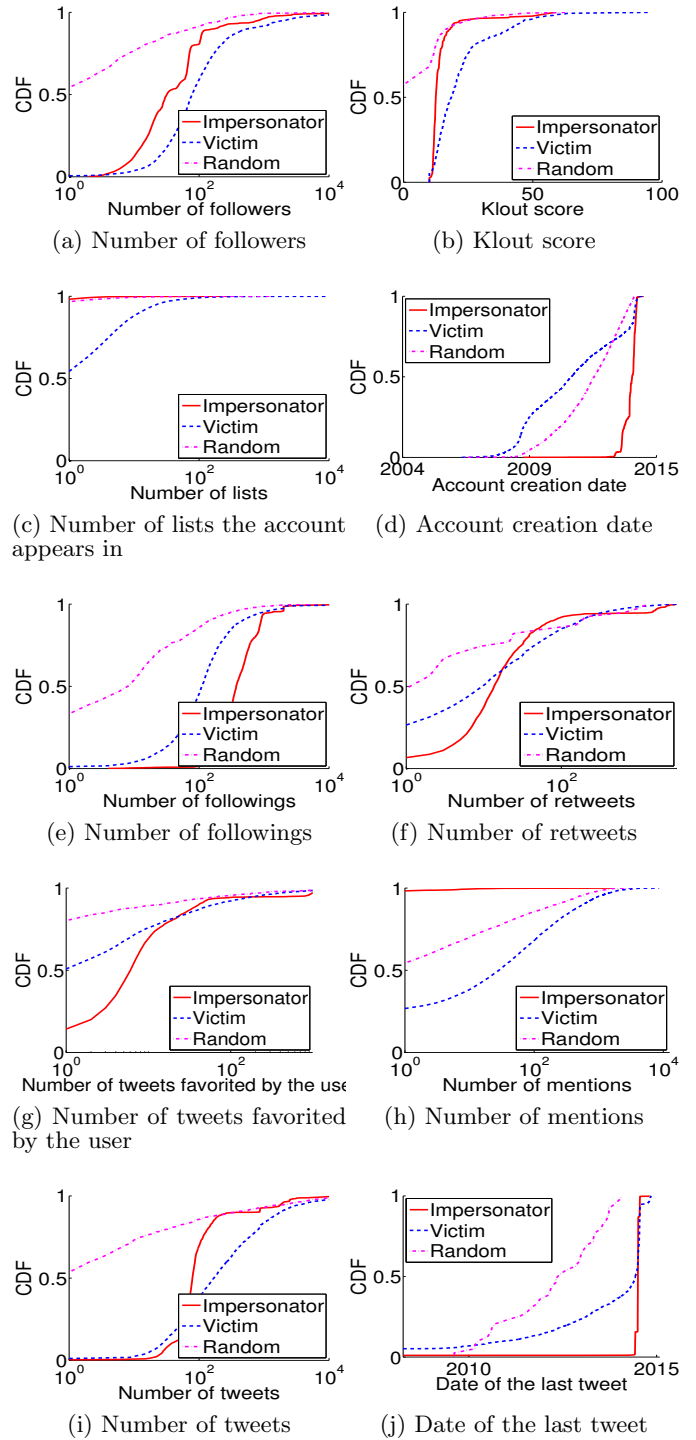 1
CDF
0.5
Impersonator
Victim
Random
0
10^0
10^2
10^4
Number of followers
(a) Number of followers
1
CDF
0.5
Impersonator
Victim
Random
0
0
50
100
Klout score
(b) Klout score
1
CDF
0.5
Impersonator
Victim
Random
0
10^0
10^2
10^4
Number of lists
(c) Number of lists the account
appears in
1
CDF
0.5
Impersonator
Victim
Random
0
2004
2009
2015
Account creation date
(d) Account creation date
1
CDF
0.5
Impersonator
Victim
Random
0
10^0
10^2
10^4
Number of followings
(e) Number of followings
1
CDF
0.5
Impersonator
Victim
Random
0
10^0
10^2
Number of retweets
(f) Number of retweets
1
CDF
0.5
Impersonator
Victim
Random
0
10^0
10^2
Number of tweets favorited by the use
(g) Number of tweets favorited
by the user
1
CDF
0.5
Impersonator
Victim
Random
0
10^0
10^2
10^4
Number of mentions
(h) Number of mentions
1
CDF
0.5
Impersonator
Victim
Random
0
10^0
10^2
10^4
Number of tweets
(i) Number of tweets
1
CDF
0.5
Impersonator
Victim
Random
0
2010
2015
Date of the last tweet
(j) Date of the last tweet